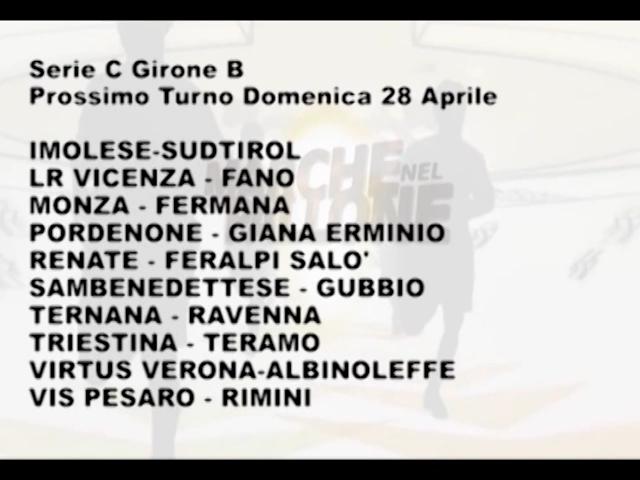 Serie C Girone B
Prossimo Turno Domenica 28 Aprile
IMOLESE-SUDTIROL
LR VICENZA - FANO
MONZA - FERMANA
PORDENONE - GIANA ERMINIO
RENATE - FERALPI SALO'
SAMBENEDETTESE - GUBBIO
TERNANA - RAVENNA
TRIESTINA - TERAMO
VIRTUS VERONA-ALBINOLEFFE
VIS PESARO - RIMINI
NEL